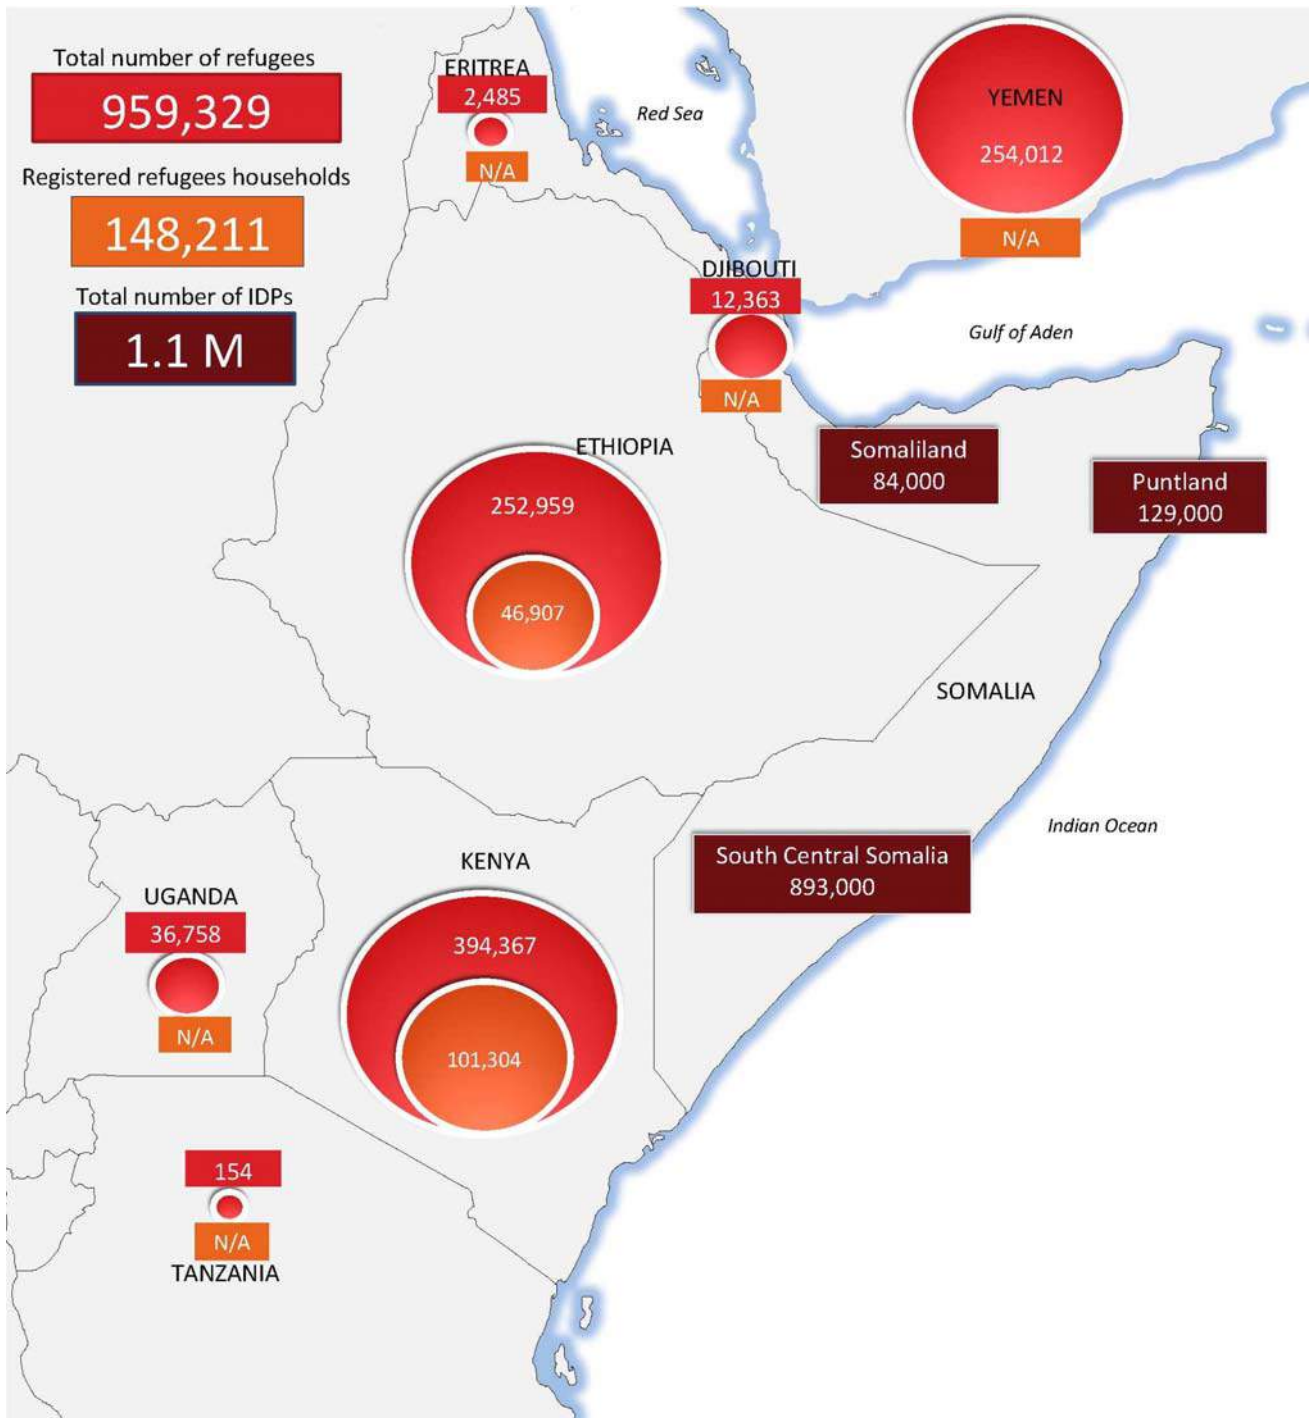 Total number of refugees
959,329
Registered refugees households
148,211
Total number of IDPs
1.1 M
ERITREA
2,485
N/A
Red Sea
YEMEN
254,012
N/A
DJIBOUTI
12,363
N/A
Gulf of Aden
ETHIOPIA
252,959
46,907
Somaliland
84,000
Puntland
129,000
SOMALIA
Indian Ocean
South Central Somalia
893,000
KENYA
394,367
101,304
UGANDA
36,758
N/A
154
N/A
TANZANIA